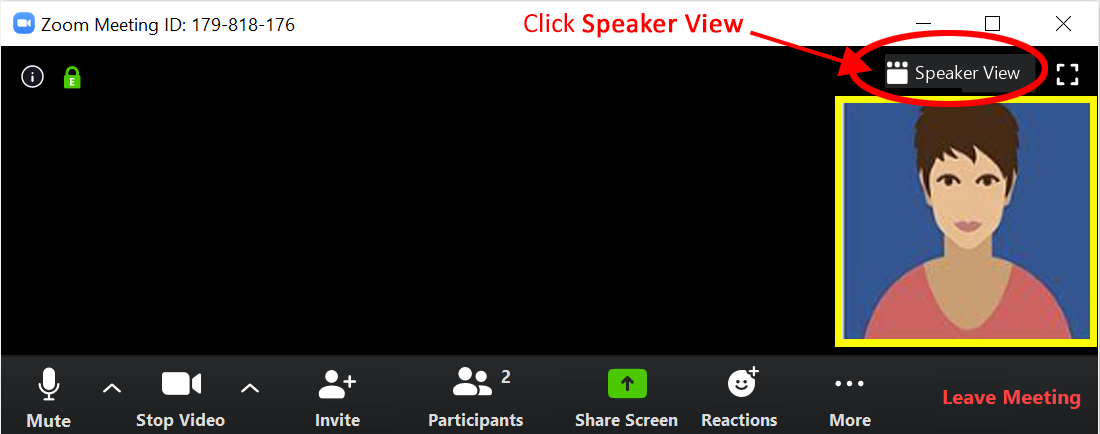 Zoom Meeting ID: 179-818-176
Click Speaker View
E
Speaker View
2
Mute
Stop Video
Invite
Participants
Share Screen
Reactions
More
Leave Meeting